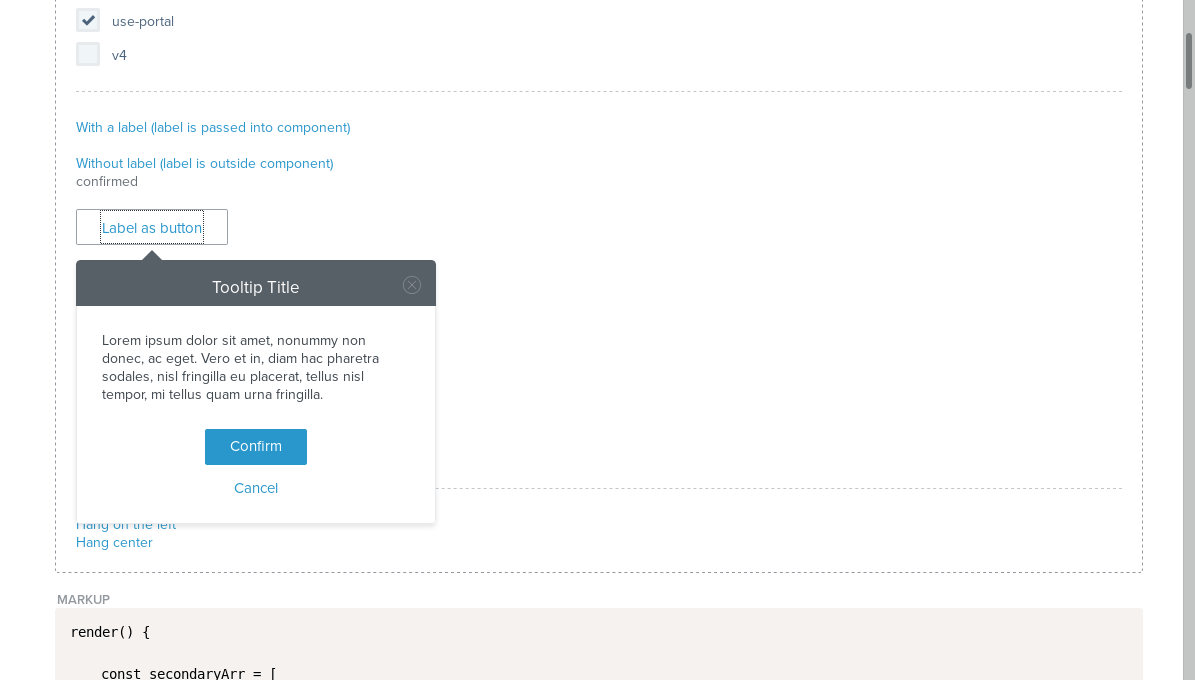 use-portal
v4
With a label (label is passed into component)
Without label (label is outside component)
confirmed
Label as button
Tooltip Title
Lorem ipsum dolor sit amet, nonummy non
donec, ac eget. Vero et in, diam hac pharetra
sodales, nisl fringilla eu placerat, tellus nisl
tempor, mi tellus quam urna fringilla.
Confirm
Cancel
Hang on the left
Hang center
MARKUP
render() {
const secondaryArr = [